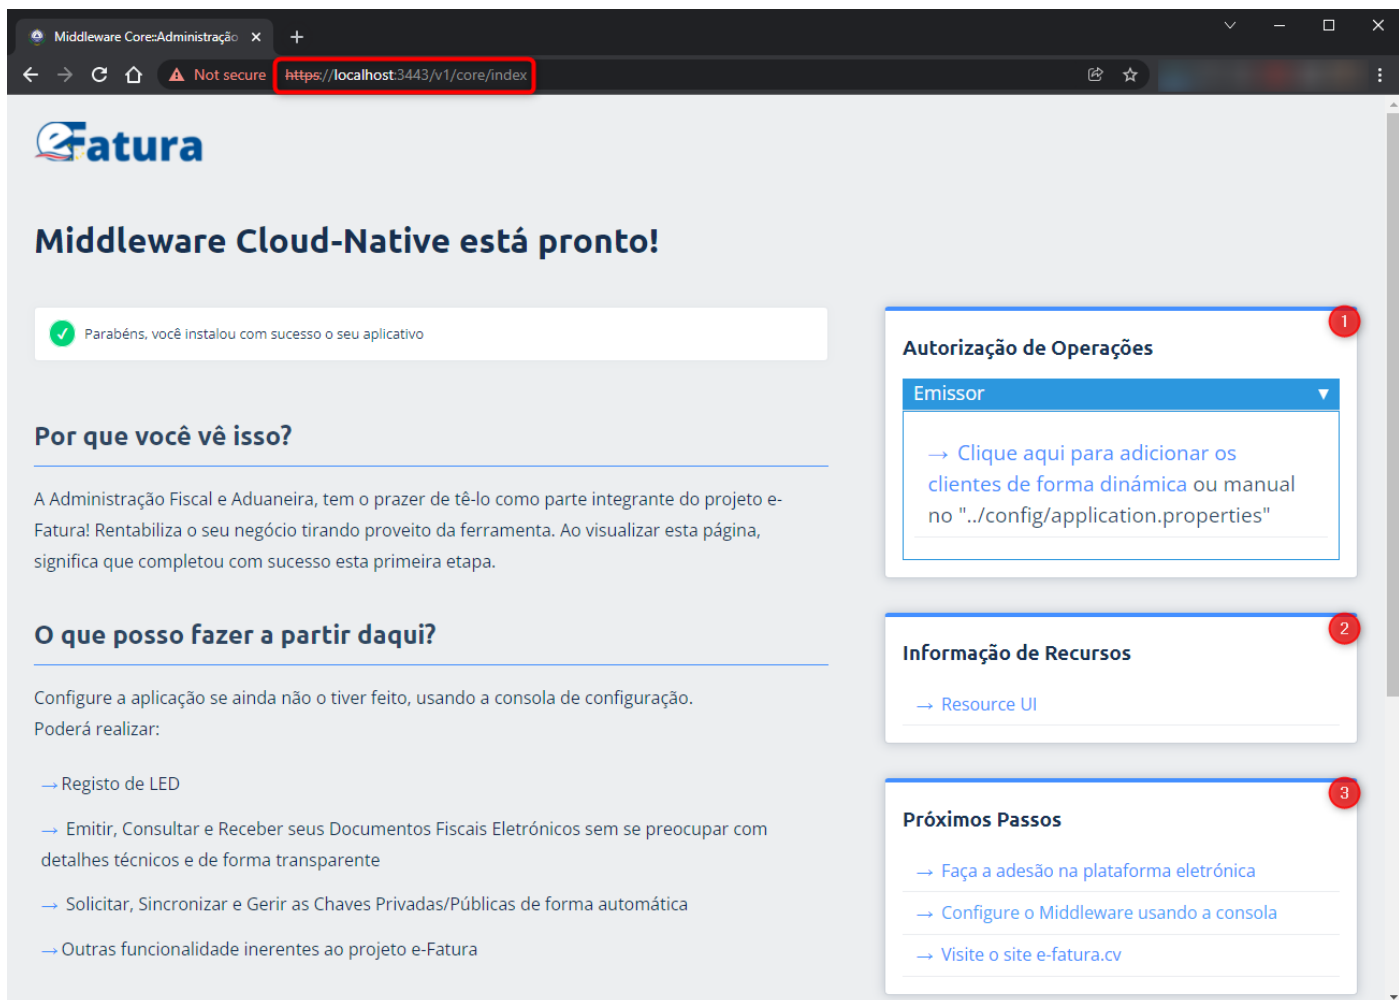 Middleware Core::Administração
Not secure
https://localhost:3443/v1/core/index
eFatura
Middleware Cloud-Native está pronto!
Parabéns, você instalou com sucesso o seu aplicativo
Por que você vê isso?
A Administração Fiscal e Aduaneira, tem o prazer de tê-lo como parte integrante do projeto e-
Fatura! Rentabiliza o seu negócio tirando proveito da ferramenta. Ao visualizar esta página,
significa que completou com sucesso esta primeira etapa.
O que posso fazer a partir daqui?
Configure a aplicação se ainda não o tiver feito, usando a consola de configuração.
Poderá realizar:
→Registo de LED
→ Emitir, Consultar e Receber seus Documentos Fiscais Eletrónicos sem se preocupar com
detalhes técnicos e de forma transparente
→ Solicitar, Sincronizar e Gerir as Chaves Privadas/Públicas de forma automática
→Outras funcionalidade inerentes ao projeto e-Fatura
1
Autorização de Operações
Emissor ▼
→ Clique aqui para adicionar os
clientes de forma dinámica ou manual
no "../config/application.properties"
2
Informação de Recursos
→ Resource UI
3
Próximos Passos
→ Faça a adesão na plataforma eletrónica
→ Configure o Middleware usando a consola
→ Visite o site e-fatura.cv